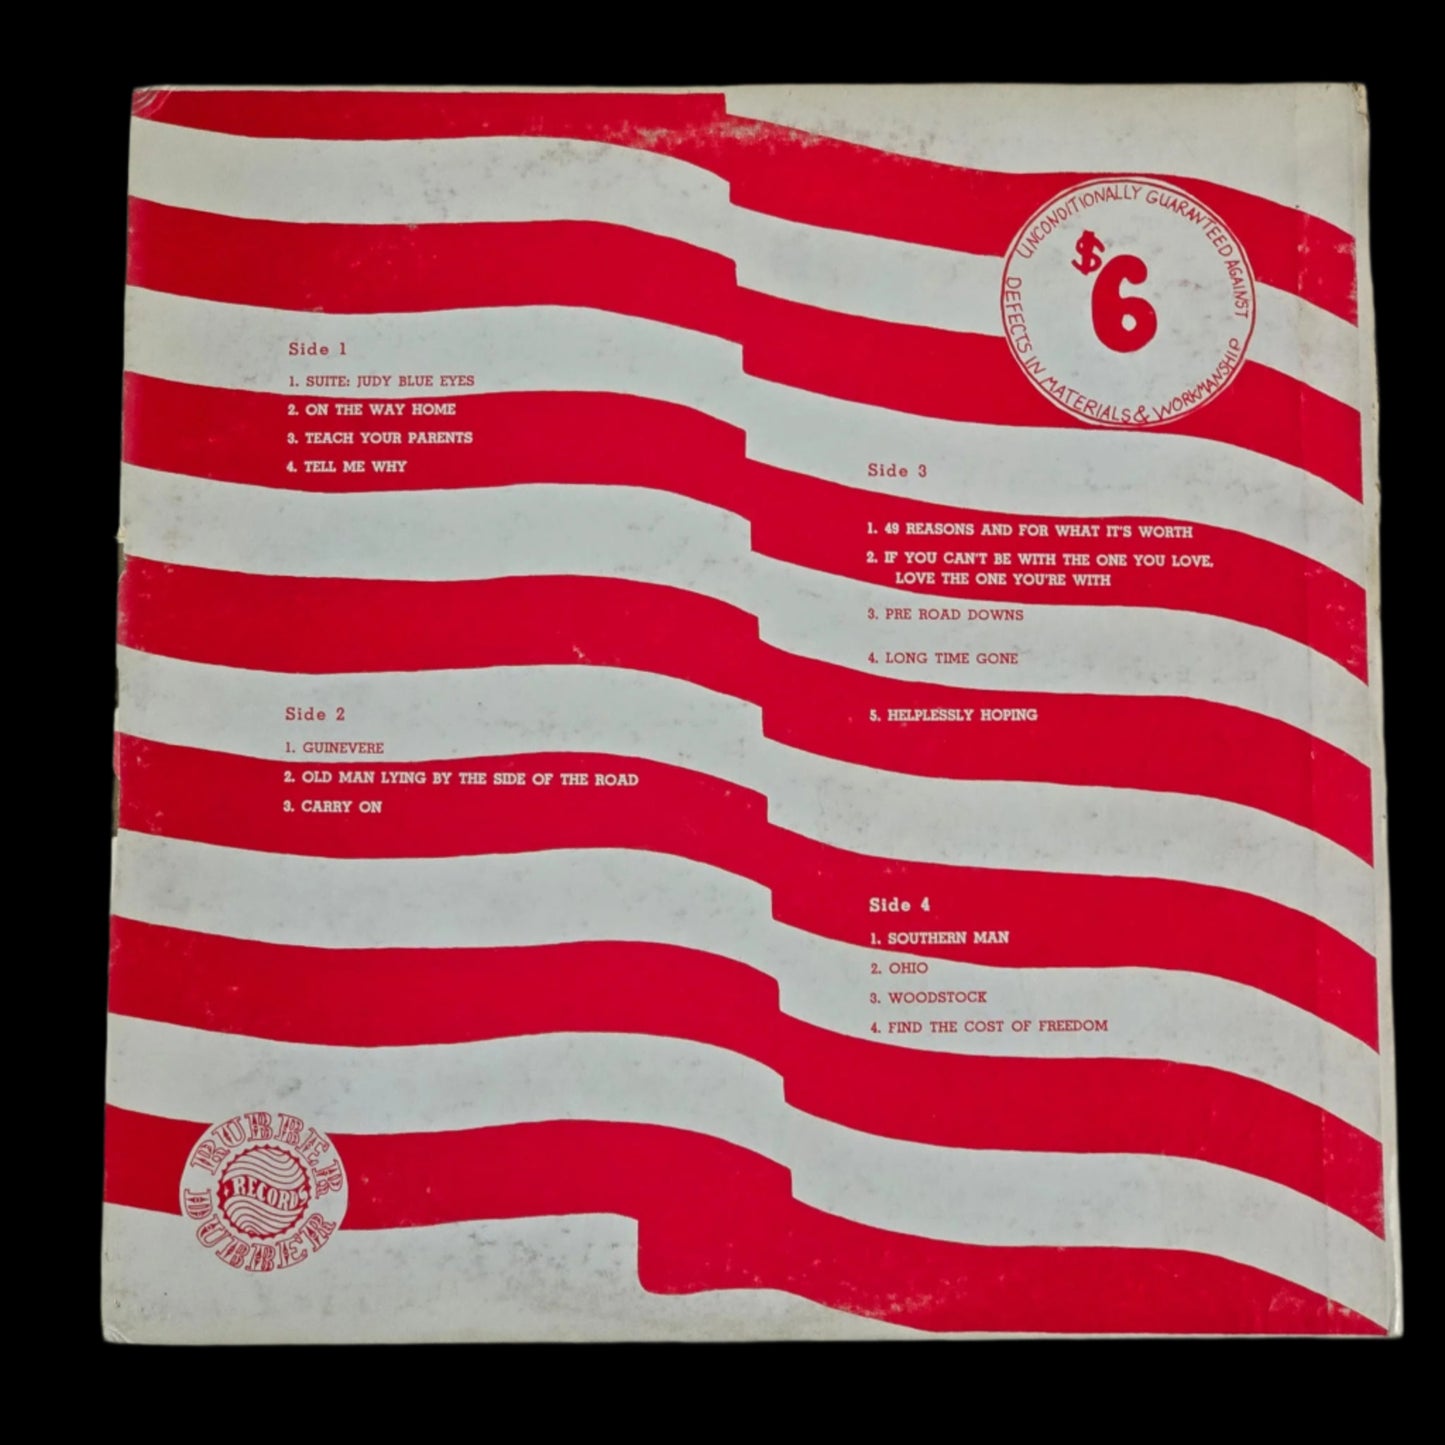 UNCONDITIONALLY GUARANTEED AGAINST
DEFECTS IN MATERIALS & WORKMANSHIP
$6
Side 1
1. SUITE: JUDY BLUE EYES
2. ON THE WAY HOME
3. TEACH YOUR PARENTS
4. TELL ME WHY
Side 2
1. GUINEVERE
2. OLD MAN LYING BY THE SIDE OF THE ROAD
3. CARRY ON
Side 3
1. 49 REASONS AND FOR WHAT IT'S WORTH
2. IF YOU CAN'T BE WITH THE ONE YOU LOVE,
LOVE THE ONE YOU'RE WITH
3. PRE ROAD DOWNS
4. LONG TIME GONE
5. HELPLESSLY HOPING
Side 4
1. SOUTHERN MAN
2. OHIO
3. WOODSTOCK
4. FIND THE COST OF FREEDOM
RUBBER
RECORDS
DUBBER